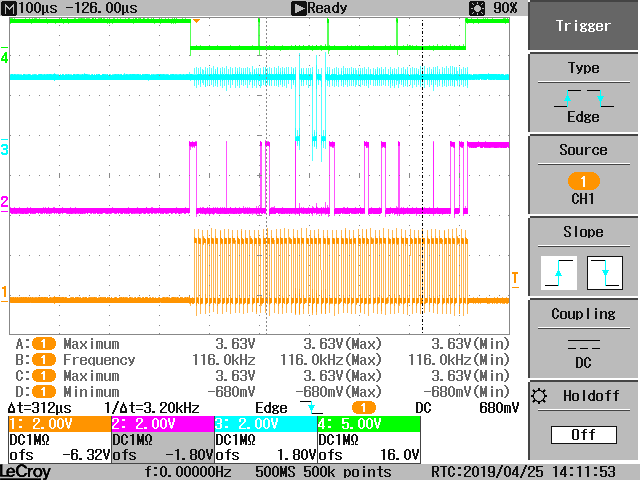 M 100µs -126.00µs Ready 90%
Trigger
Type
Edge
Source
1
CH1
Slope
Coupling
DC
Holdoff
Off
4
3
2
1
T
A: 1 Maximum 3.63V 3.63V(Max) 3.63V(Min)
B: 1 Frequency 116.0kHz 116.0kHz(Max) 116.0kHz(Min)
C: 1 Maximum 3.63V 3.63V(Max) 3.63V(Min)
D: 1 Minimum -680mV -680mV(Max) -680mV(Min)
Δt=312µs 1/Δt=3.20kHz Edge 1 DC 680mV
1: 2.00V 2: 2.00V 3: 2.00V 4: 5.00V
DC1MΩ DC1MΩ DC1MΩ DC1MΩ
ofs -6.32V ofs -1.80V ofs 1.80V ofs 16.0V
LeCroy f:0.00000Hz 500MS 500k points RTC:2019/04/25 14:11:53